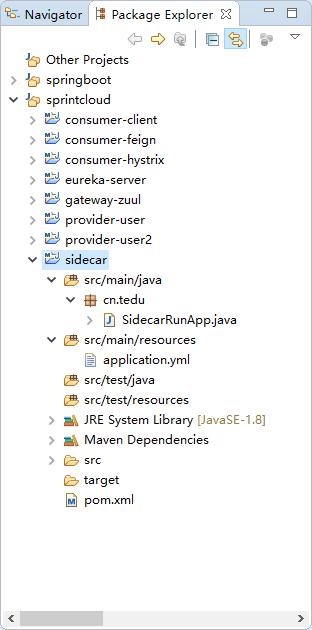 Navigator Package Explorer
Other Projects
springboot
sprintcloud
consumer-client
consumer-feign
consumer-hystrix
eureka-server
gateway-zuul
provider-user
provider-user2
sidecar
src/main/java
cn.tedu
SidecarRunApp.java
src/main/resources
application.yml
src/test/java
src/test/resources
JRE System Library [JavaSE-1.8]
Maven Dependencies
src
target
pom.xml